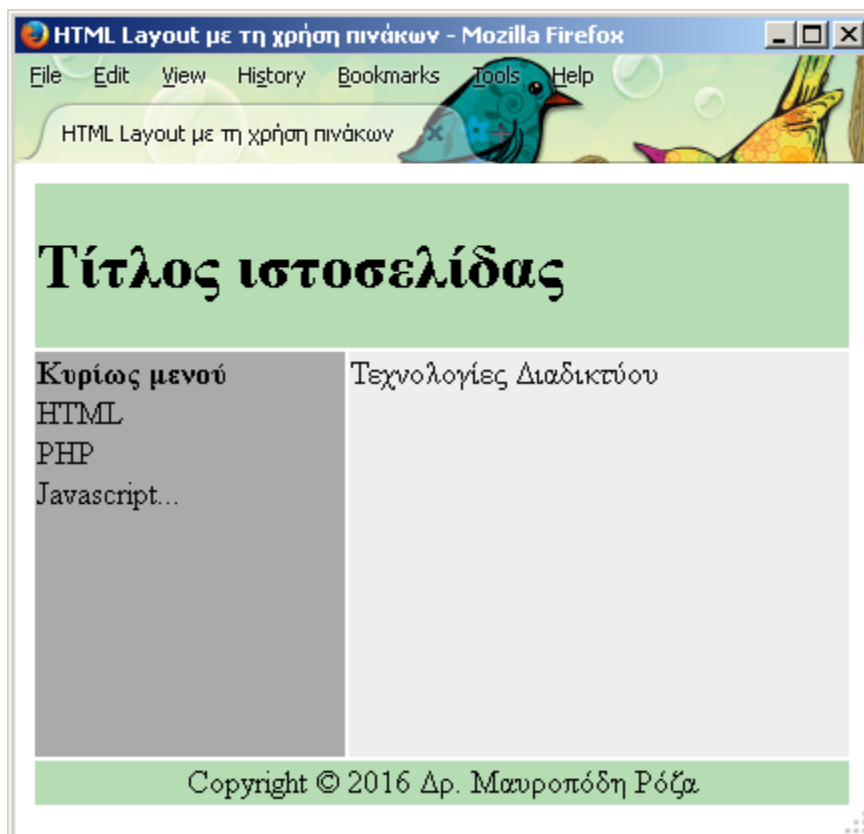 HTML Layout με τη χρήση πινάκων - Mozilla Firefox
File Edit View History Bookmarks Tools Help
HTML Layout με τη χρήση πινάκων
Τίτλος ιστοσελίδας
Κυρίως μενού
Τεχνολογίες Διαδικτύου
HTML
PHP
Javascript...
Copyright © 2016 Δρ. Μαυροπόδη Ρόζα